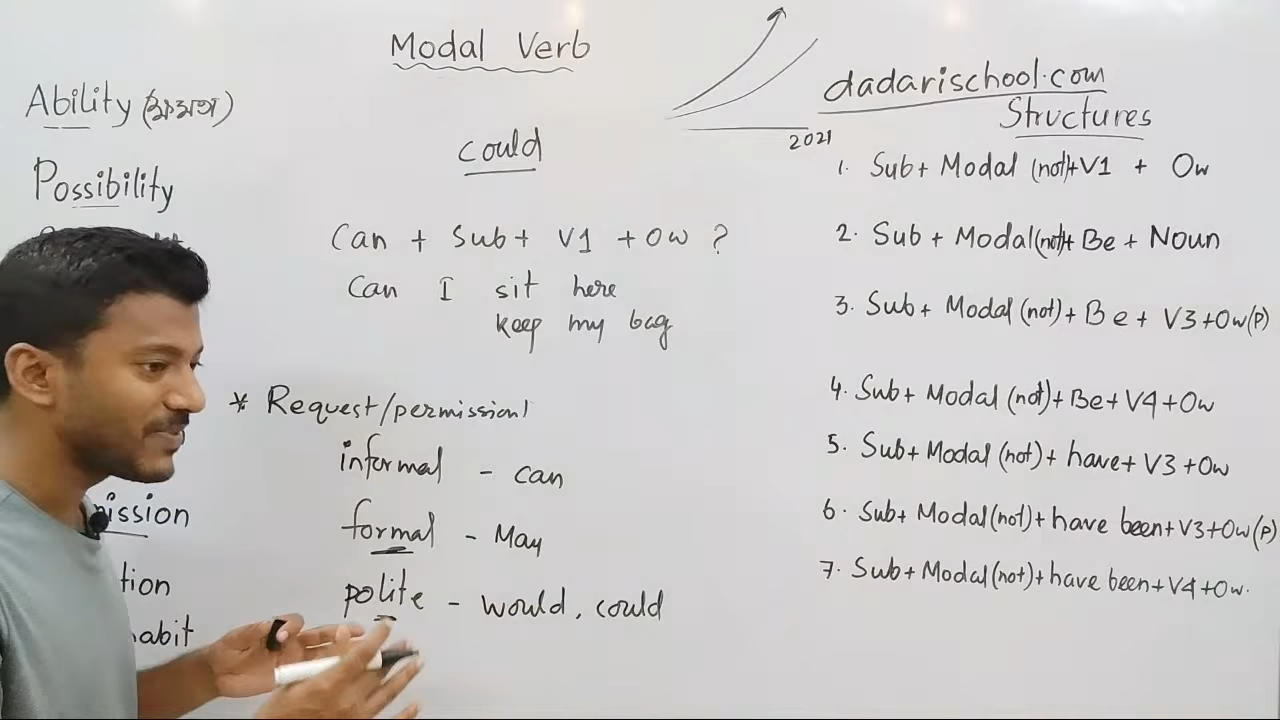 Modal Verb
Ability (ক্ষমতা)
Possibility
mission
tion
habit
could
Can + Sub + V1 + Ow ?
Can I sit here
keep my bag
* Request/permission
informal - can
formal - May
polite - would, could
2021
dadarischool.com
Structures
1. Sub + Modal (not)+V1 + Ow
2. Sub + Modal(not)+ Be + Noun
3. Sub + Modal (not) + Be + V3 +Ow(P)
4. Sub+ Modal (not)+Be+V4+Ow
5. Sub+Modal (not)+ have+ V3+Ow
6. Sub+ Modal(not)+have been+V3+Ow(P)
7. Sub+Modal(not)+have been+V4+Ow.